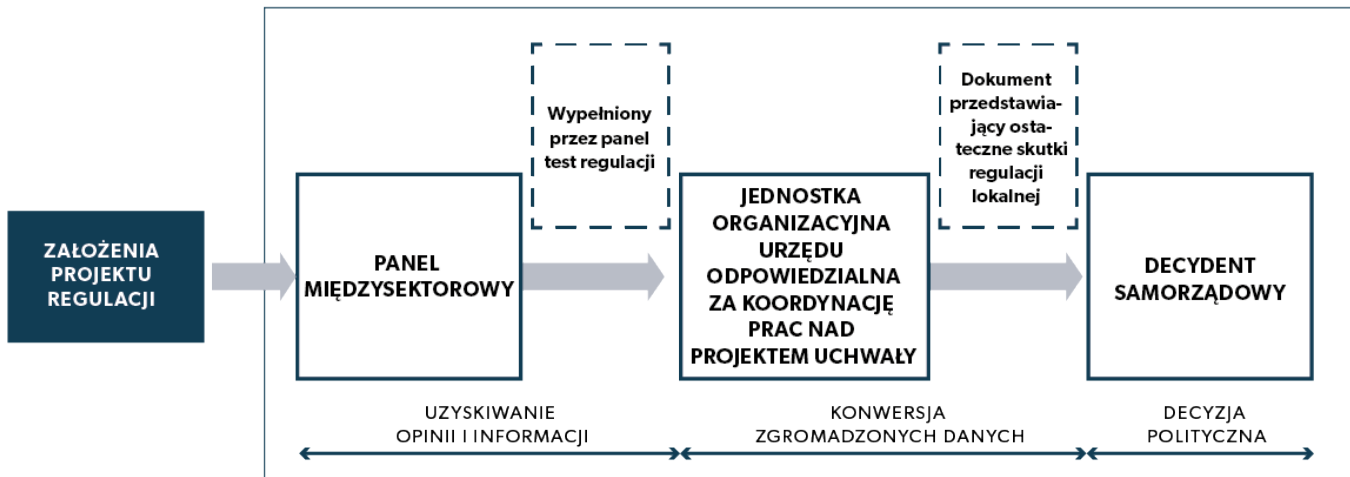 ZAŁOŻENIA
PROJEKTU
REGULACJI
PANEL
MIĘDZYSEKTOROWY
Wypełniony
przez panel
test regulacji
JEDNOSTKA
ORGANIZACYJNA
URZĘDU
ODPOWIEDZIALNA
ZA KOORDYNACJĘ
PRAC NAD
PROJEKTEM UCHWAŁY
Dokument
przedstawia-
jący osta-
teczne skutki
regulacji
lokalnej
DECYDENT
SAMORZĄDOWY
UZYSKIWANIE
OPINII I INFORMACJI
KONWERSJA
ZGROMADZONYCH DANYCH
DECYZJA
POLITYCZNA